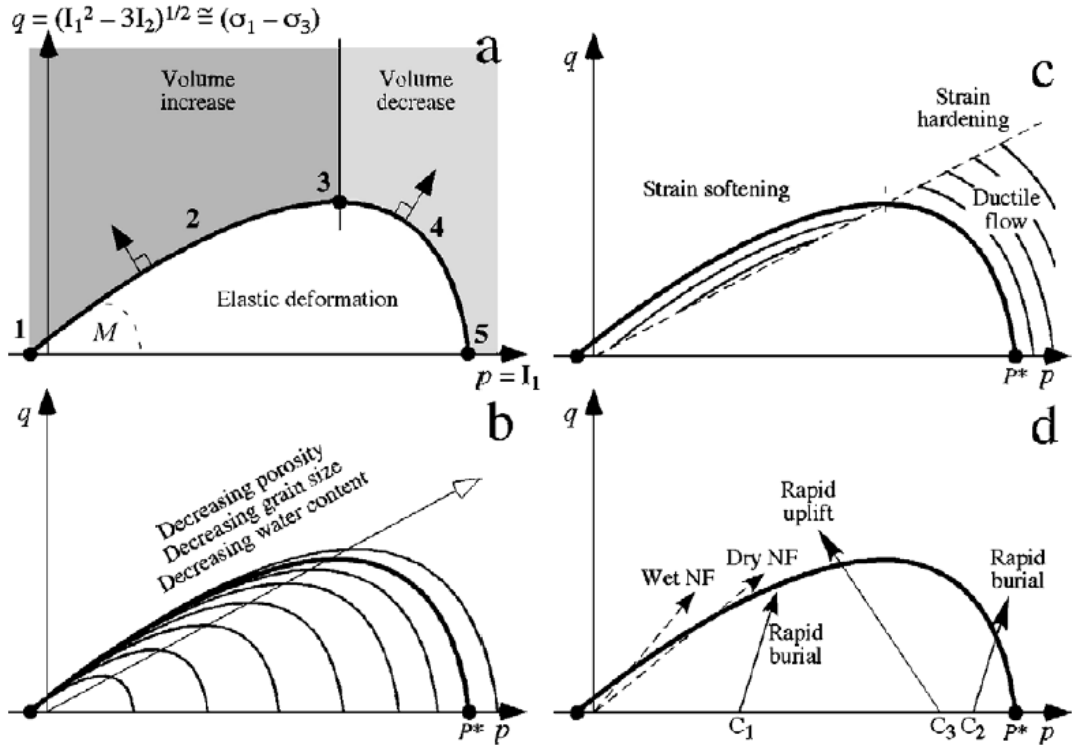 q = (I₁² − 3I₂)^1/2 ≅ (σ₁ − σ₃)
a
Volume
increase
Volume
decrease
3
2
4
Elastic deformation
1
M
5
p = I₁
q
c
Strain
hardening
Strain softening
Ductile
flow
P* p
q
b
Decreasing porosity
Decreasing grain size
Decreasing water content
P* p
q
d
Rapid
uplift
Wet NF
Dry NF
Rapid
burial
Rapid
burial
C₁ C₃ C₂ P* p